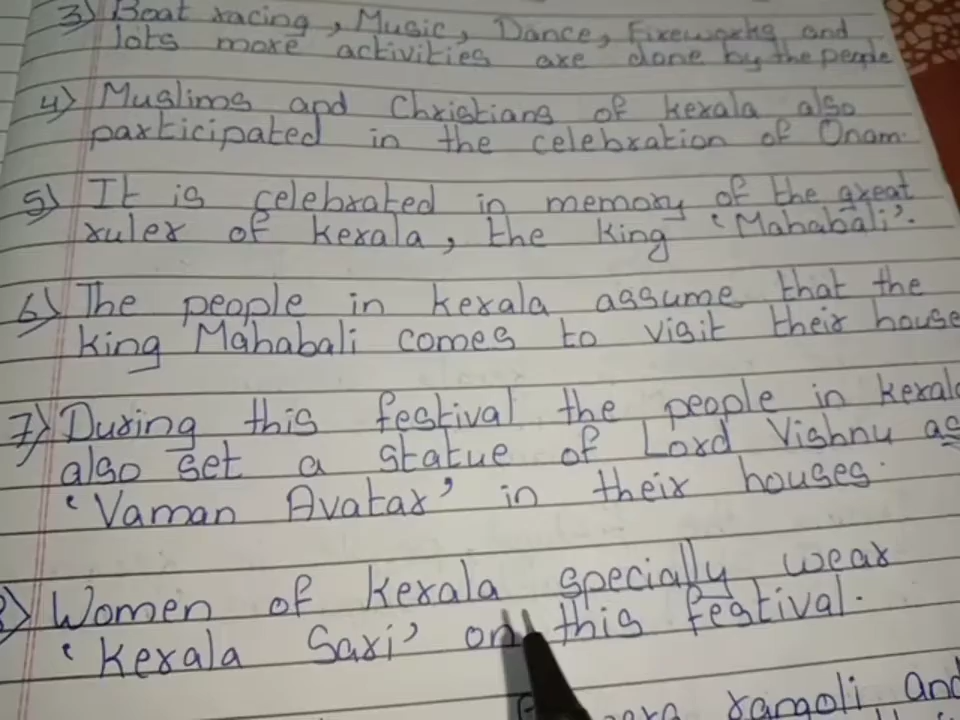 3) Boat racing, Music, Dance, Fireworks and
lots more activities are done by the people
4) Muslims and Christians of kerala also
participated in the celebration of Onam.
5) It is celebrated in memory of the great
ruler of kerala, the king 'Mahabali'.
6) The people in kerala assume that the
king Mahabali comes to visit their house
7) During this festival the people in kerala
also set a statue of Lord Vishnu as
'Vaman Avatar' in their houses.
8) Women of kerala specially wear
'kerala Sari' on this festival.
rangoli and